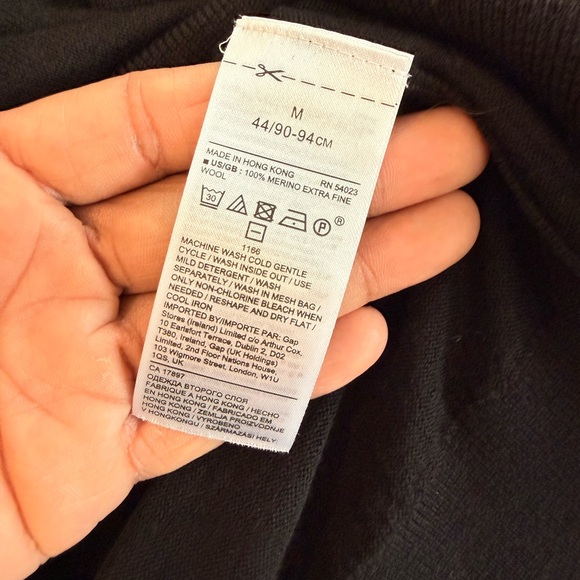 M
44/90-94CM
MADE IN HONG KONG RN 54023
■ US/GB : 100% MERINO EXTRA FINE
WOOL
30 P ®
1166
MACHINE WASH COLD GENTLE
CYCLE / WASH INSIDE OUT / USE
MILD DETERGENT / WASH
SEPARATELY / WASH IN MESH BAG /
ONLY NON-CHLORINE BLEACH WHEN
NEEDED / RESHAPE AND DRY FLAT /
COOL IRON
IMPORTED BY/IMPORTE PAR: Gap
Stores (Ireland) Limited c/o Arthur Cox,
10 Earlsfort Terrace, Dublin 2, D02
T380, Ireland, Gap (UK Holdings)
Limited, 2nd Floor Nations House,
103 Wigmore Street, London, W1U
1QS, UK
CA 17897
ОДЕЖДА ВТОРОГО СЛОЯ
FABRIQUE A HONG KONG / HECHO
EN HONG KONG / FABRICADO EM
HONG KONG / ZEMLJA PROIZVODNJE
HONG KONG / VYROBENO
V HONGKONGU / SZÁRMAZÁSI HELY